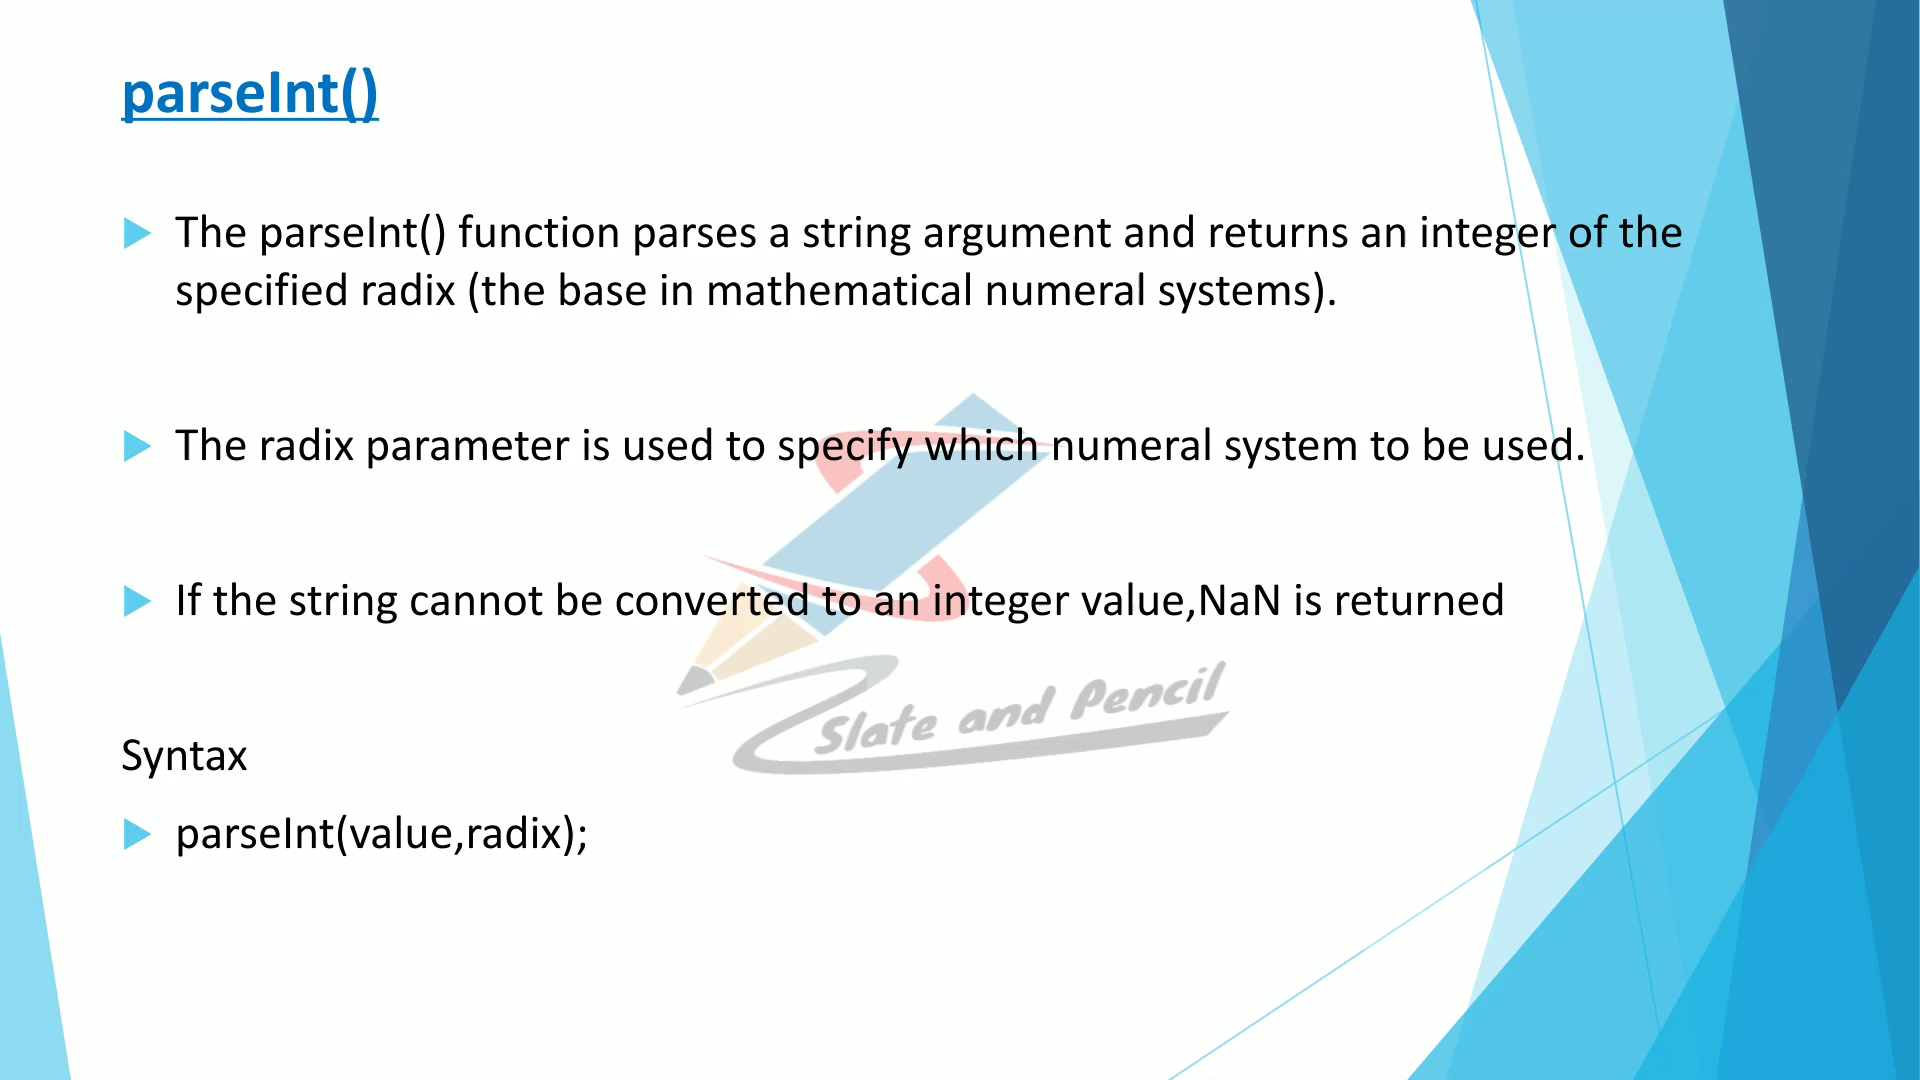 parseInt()
The parseInt() function parses a string argument and returns an integer of the
specified radix (the base in mathematical numeral systems).
The radix parameter is used to specify which numeral system to be used.
If the string cannot be converted to an integer value,NaN is returned
Slate and Pencil
Syntax
parseInt(value,radix);